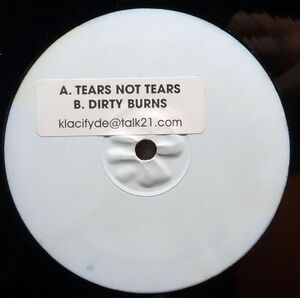 A. TEARS NOT TEARS
B. DIRTY BURNS
klacifyde@talk21.com